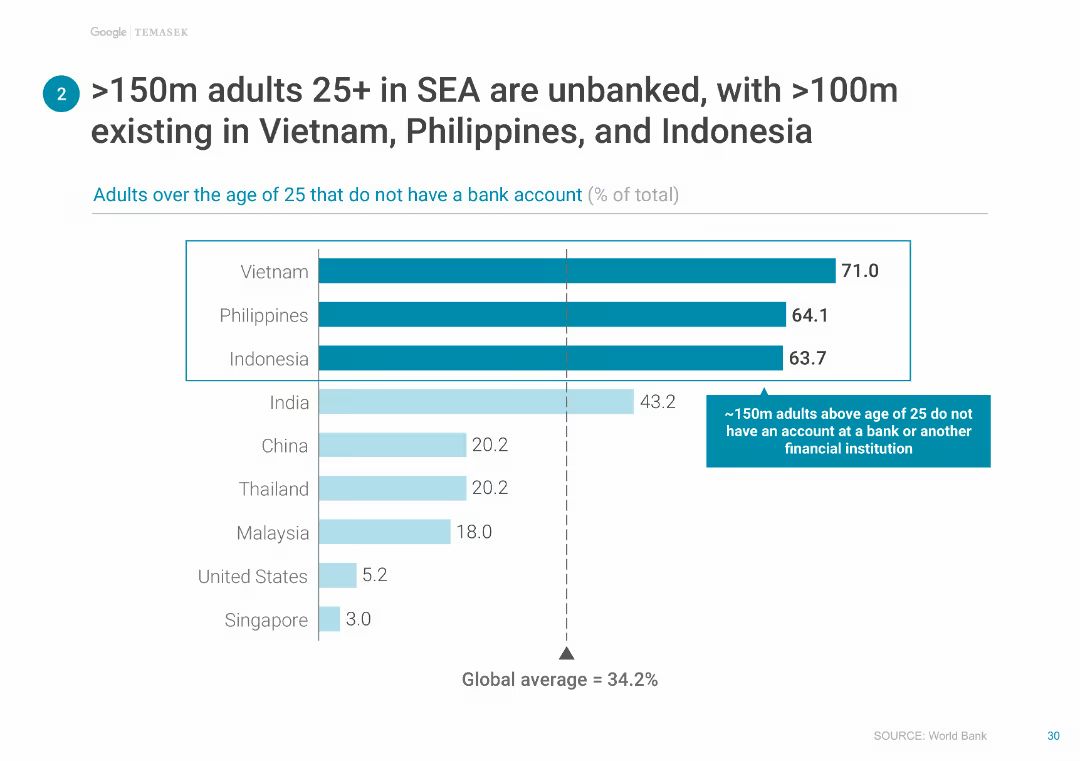 Google | TEMASEK
2
>150m adults 25+ in SEA are unbanked, with >100m
existing in Vietnam, Philippines, and Indonesia
Adults over the age of 25 that do not have a bank account (% of total)
Vietnam 71.0
Philippines 64.1
Indonesia 63.7
India 43.2
~150m adults above age of 25 do not
have an account at a bank or another
financial institution
China 20.2
Thailand 20.2
Malaysia 18.0
United States 5.2
Singapore 3.0
Global average = 34.2%
SOURCE: World Bank
30